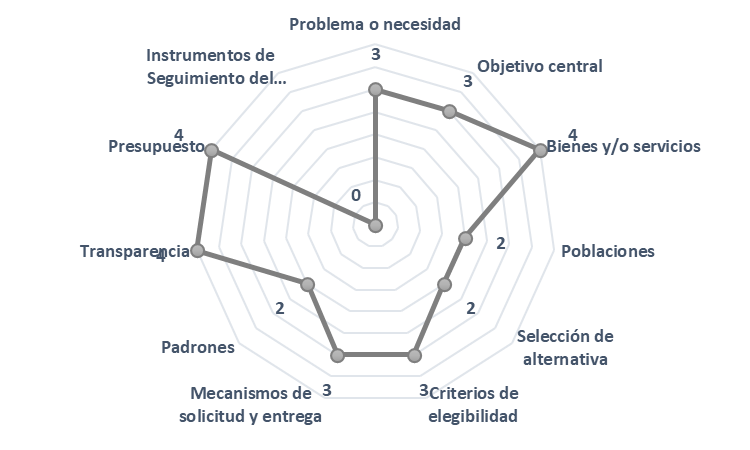 Problema o necesidad
3
Objetivo central
3
Bienes y/o servicios
4
Poblaciones
2
Selección de
alternativa
2
Criterios de
elegibilidad
3
Mecanismos de
solicitud y entrega
3
Padrones
2
Transparencia
4
Presupuesto
4
Instrumentos de
Seguimiento del...
0